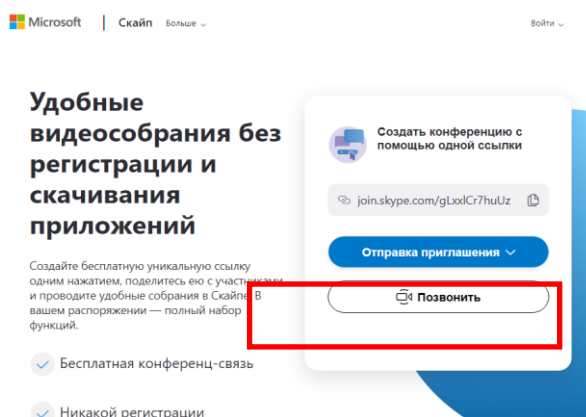 Microsoft
Скайп
Больше
Войти
Удобные
видеособрания без
регистрации и
скачивания
приложений
Создайте бесплатную уникальную ссылку
одним нажатием, поделитесь ею с участниками
и проводите удобные собрания в Скайпе. В
вашем распоряжении — полный набор
функций.
Бесплатная конференц-связь
Никакой регистрации
Создать конференцию с
помощью одной ссылки
join.skype.com/gLxxlCr7huUz
Отправка приглашения
Позвонить